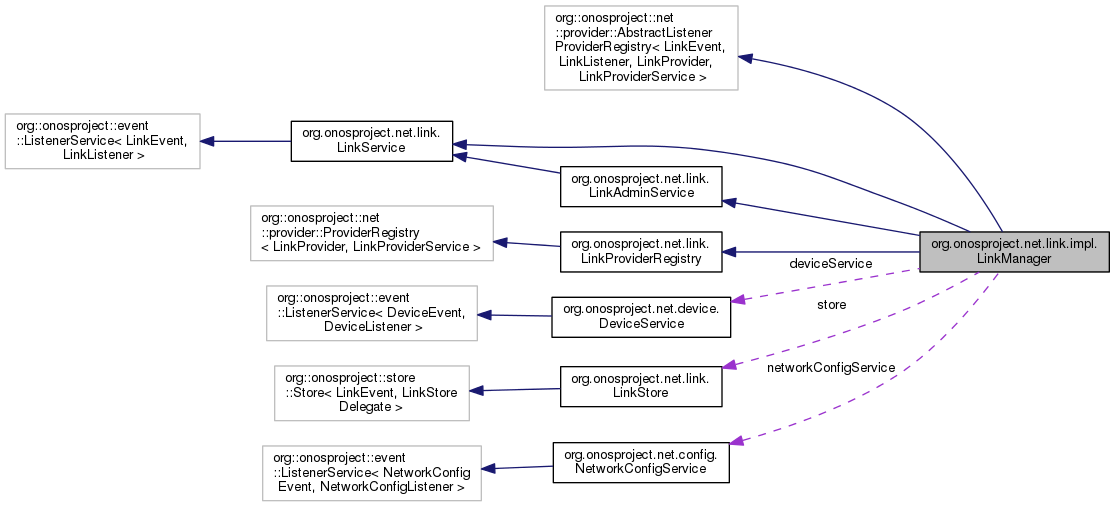 org::onosproject::net
::provider::AbstractListener
ProviderRegistry< LinkEvent,
LinkListener, LinkProvider,
LinkProviderService >
org::onosproject::event
::ListenerService< LinkEvent,
LinkListener >
org.onosproject.net.link.
LinkService
org.onosproject.net.link.
LinkAdminService
org::onosproject::net
::provider::ProviderRegistry
< LinkProvider, LinkProviderService >
org.onosproject.net.link.
LinkProviderRegistry
org.onosproject.net.link.impl.
LinkManager
deviceService
org::onosproject::event
::ListenerService< DeviceEvent,
DeviceListener >
org.onosproject.net.device.
DeviceService
store
org::onosproject::store
::Store< LinkEvent, LinkStore
Delegate >
org.onosproject.net.link.
LinkStore
networkConfigService
org::onosproject::event
::ListenerService< NetworkConfig
Event, NetworkConfigListener >
org.onosproject.net.config.
NetworkConfigService